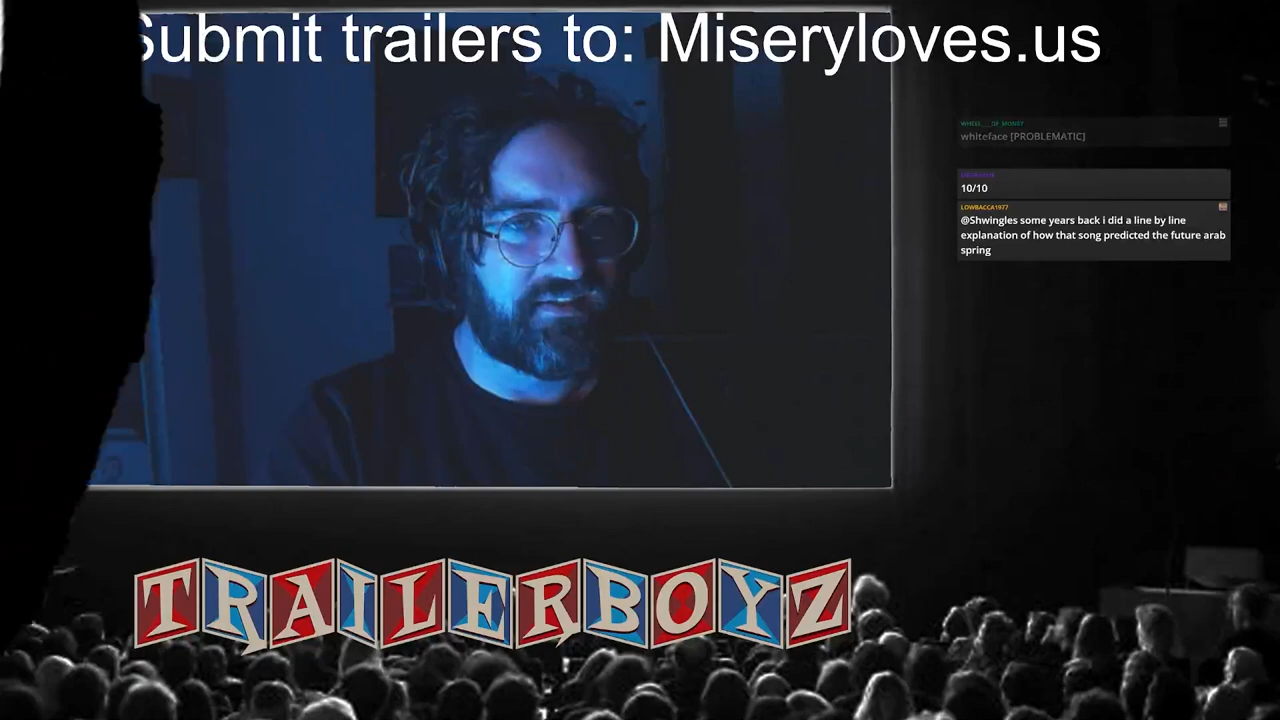 Submit trailers to: Miseryloves.us
WHEEL___OF_MONEY
whiteface [PROBLEMATIC]
10/10
LOWBACCA1977
@Shwingles some years back i did a line by line
explanation of how that song predicted the future arab
spring
TRAILERBOYZ